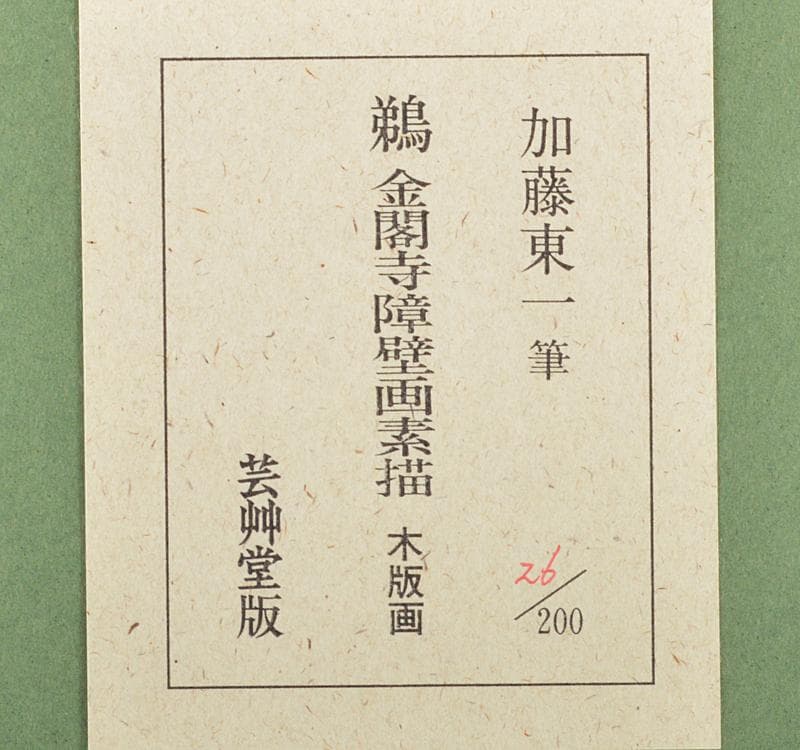 加藤東一 筆
26/200
鵜 金閣寺障壁画素描 木版画
芸艸堂版